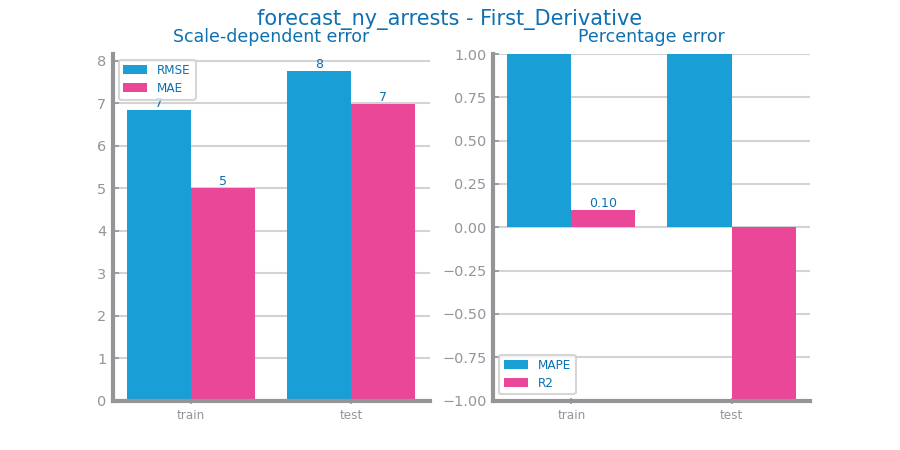 forecast_ny_arrests - First_Derivative
Scale-dependent error
8
7
6
5
4
3
2
1
0
RMSE
MAE
7
5
8
7
train
test
Percentage error
1.00
0.75
0.50
0.25
0.00
−0.25
−0.50
−0.75
−1.00
0.10
MAPE
R2
train
test